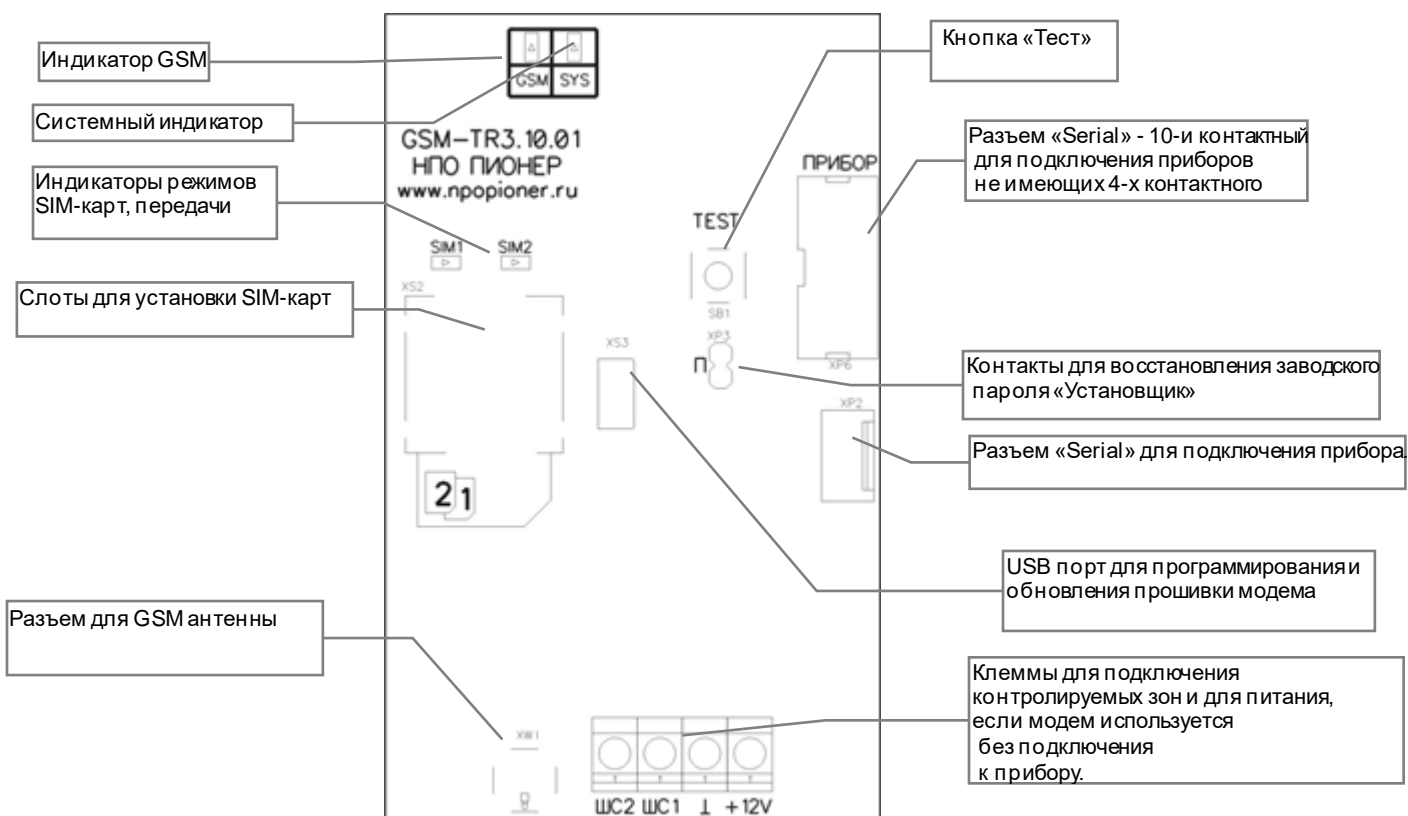 Индикатор GSM
Системный индикатор
Индикаторы режимов
SIM-карт, передачи
Слоты для установки SIM-карт
Разъем для GSM антенны
GSM SYS
GSM-TR3.10.01
НПО ПИОНЕР
www.npopioner.ru
SIM1 SIM2
XS2
2 1
XS3
TEST
SB1
XP3
П
ПРИБОР
XP6
XP2
XW1
ШС2 ШС1 ⊥ +12V
Кнопка «Тест»
Разъем «Serial» - 10-и контактный
для подключения приборов
не имеющих 4-х контактного
Контакты для восстановления заводского
пароля «Установщик»
Разъем «Serial» для подключения прибора.
USB порт для программирования и
обновления прошивки модема
Клеммы для подключения
контролируемых зон и для питания,
если модем используется
без подключения
к прибору.